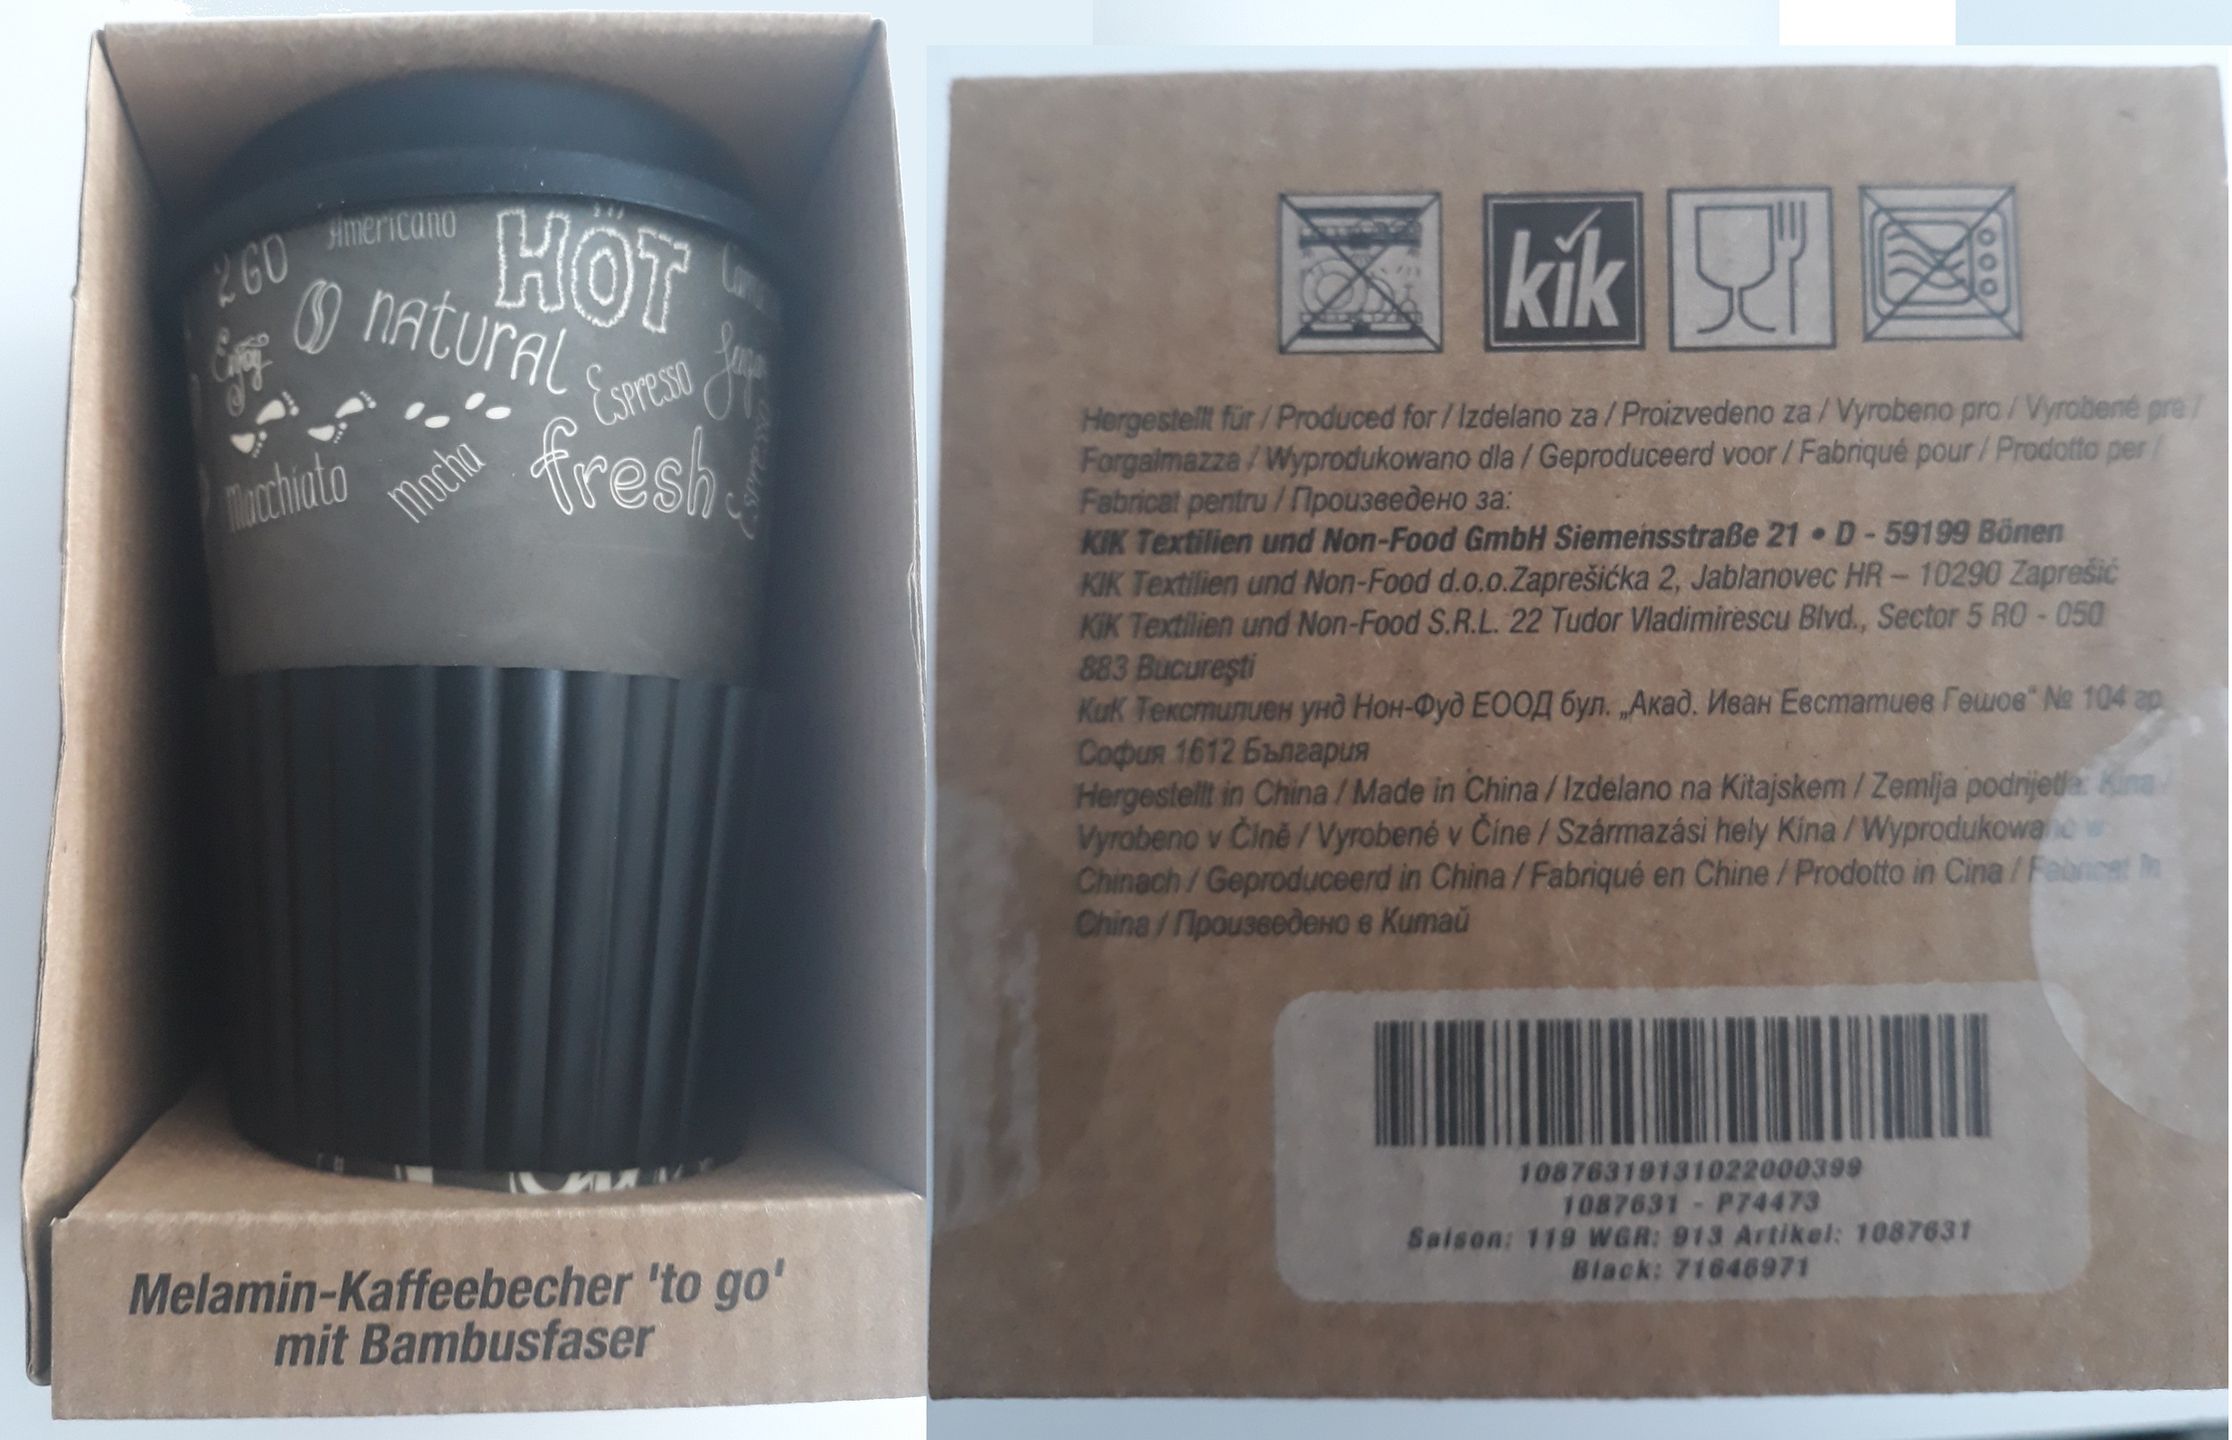 2 GO
Americano
HOT
Enjoy
natural
Espresso
Macchiato
Mocha
fresh
Espresso
Melamin-Kaffeebecher 'to go'
mit Bambusfaser
kik
Hergestellt für / Produced for / Izdelano za / Proizvedeno za / Vyrobeno pro / Vyrobené pre /
Forgalmazza / Wyprodukowano dla / Geproduceerd voor / Fabriqué pour / Prodotto per /
Fabricat pentru / Произведено за:
KIK Textilien und Non-Food GmbH Siemensstraße 21 • D - 59199 Bönen
KIK Textilien und Non-Food d.o.o.Zaprešićka 2, Jablanovec HR – 10290 Zaprešić
KiK Textilien und Non-Food S.R.L. 22 Tudor Vladimirescu Blvd., Sector 5 RO - 050
883 Bucureşti
КиК Текстилиен унд Нон-Фуд ЕООД бул. „Акад. Иван Евстатиев Гешов“ № 104 гр.
София 1612 България
Hergestellt in China / Made in China / Izdelano na Kitajskem / Zemlja podrijetla: Kina /
Vyrobeno v Číně / Vyrobené v Číne / Származási hely Kína / Wyprodukowano w
Chinach / Geproduceerd in China / Fabriqué en Chine / Prodotto in Cina / Fabricat în
China / Произведено в Китай
10876319131022000399
1087631 - P74473
Saison: 119 WGR: 913 Artikel: 1087631
Black: 71646971